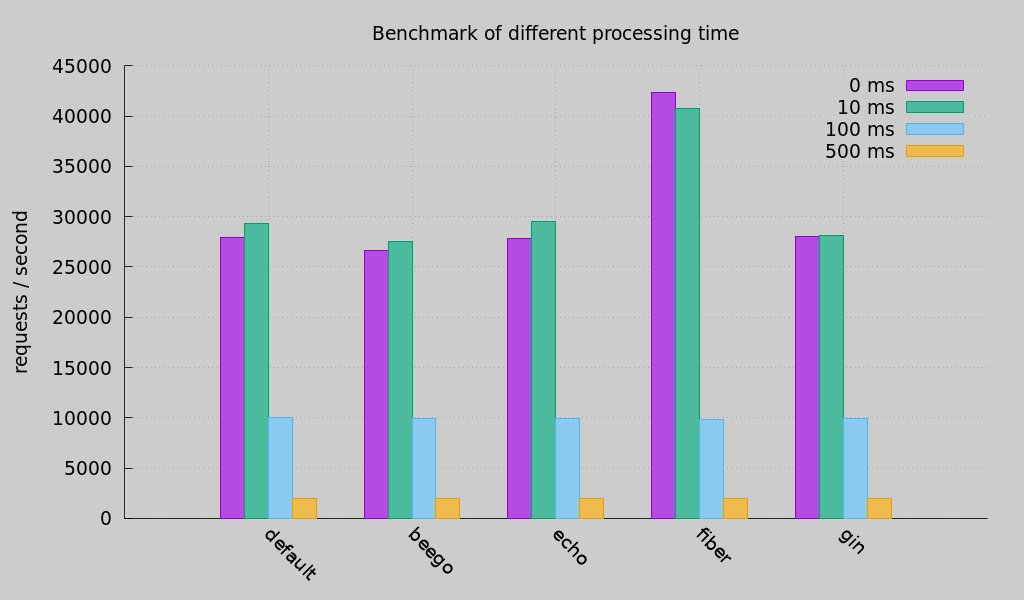 Benchmark of different processing time
45000
40000
35000
30000
25000
20000
15000
10000
5000
0
requests / second
0 ms
10 ms
100 ms
500 ms
default
beego
echo
fiber
gin